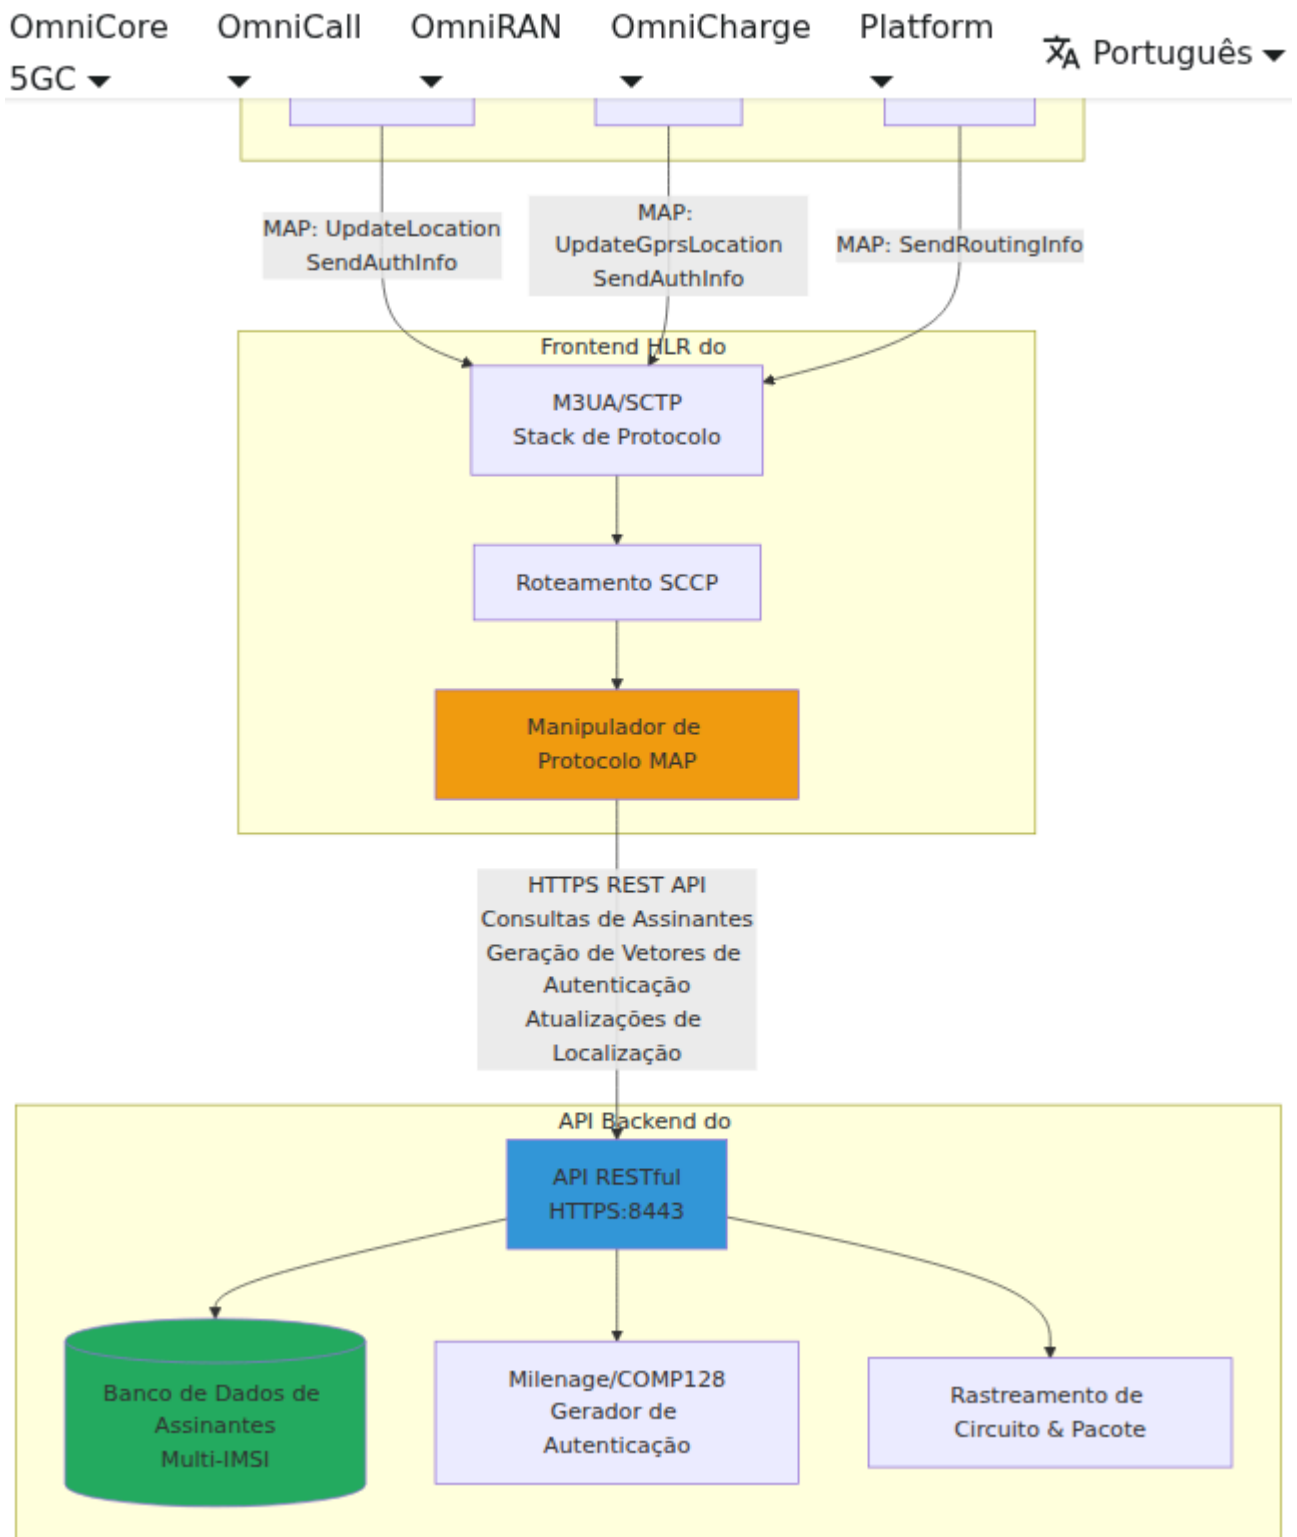 OmniCore
5GC
OmniCall
OmniRAN
OmniCharge
Platform
Português
MAP: UpdateLocation
SendAuthInfo
MAP:
UpdateGprsLocation
SendAuthInfo
MAP: SendRoutingInfo
Frontend HLR do
M3UA/SCTP
Stack de Protocolo
Roteamento SCCP
Manipulador de
Protocolo MAP
HTTPS REST API
Consultas de Assinantes
Geração de Vetores de
Autenticação
Atualizações de
Localização
API Backend do
API RESTful
HTTPS:8443
Banco de Dados de
Assinantes
Multi-IMSI
Milenage/COMP128
Gerador de
Autenticação
Rastreamento de
Circuito & Pacote